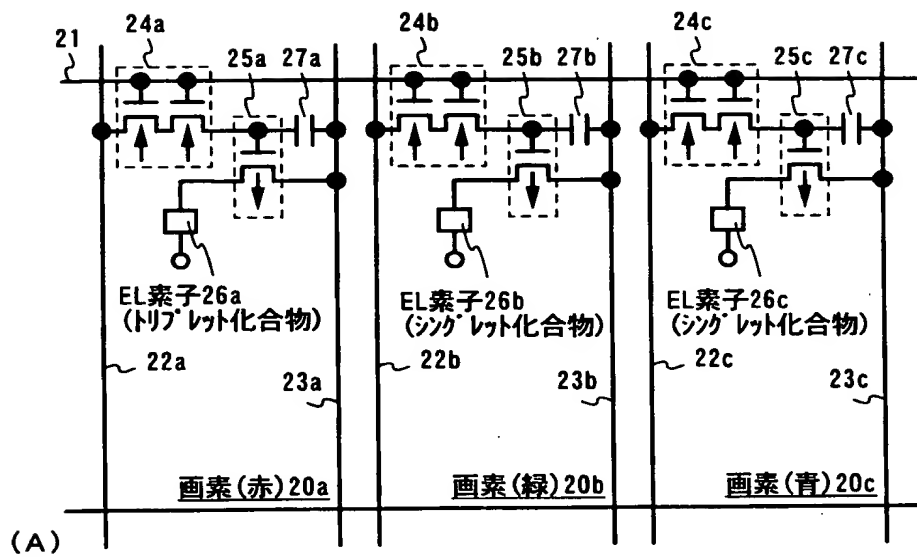 24a 24b 24c
21 25a 27a 25b 27b 25c 27c
EL素子26a
(トリプレット化合物)
EL素子26b
(シングレット化合物)
EL素子26c
(シングレット化合物)
22a 23a 22b 23b 22c 23c
画素(赤)20a 画素(緑)20b 画素(青)20c
(A)